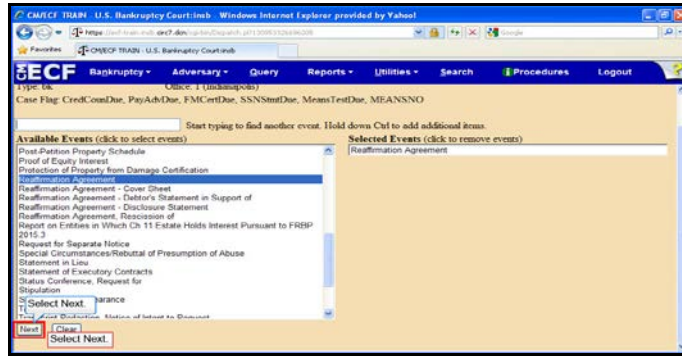 CM/ECF TRAIN - U.S. Bankruptcy Court:insb - Windows Internet Explorer provided by Yahoo!
Google
Favorites
CM/ECF TRAIN - U.S. Bankruptcy Court:insb
ECF Bankruptcy Adversary Query Reports Utilities Search Procedures Logout
Type: bk Office: 1 (Indianapolis)
Case Flag: CredCounDue, PayAdvDue, FMCertDue, SSNStmtDue, MeansTestDue, MEANSNO
Start typing to find another event. Hold down Ctrl to add additional items.
Available Events (click to select events) Selected Events (click to remove events)
Post-Petition Property Schedule Reaffirmation Agreement
Proof of Equity Interest
Protection of Property from Damage Certification
Reaffirmation Agreement
Reaffirmation Agreement - Cover Sheet
Reaffirmation Agreement - Debtor's Statement in Support of
Reaffirmation Agreement - Disclosure Statement
Reaffirmation Agreement, Rescission of
Report on Entities in Which Ch 11 Estate Holds Interest Pursuant to FRBP
2015.3
Request for Separate Notice
Special Circumstances/Rebuttal of Presumption of Abuse
Statement in Lieu
Statement of Executory Contracts
Status Conference, Request for
Stipulation
Select Next.
Next Clear
Select Next.